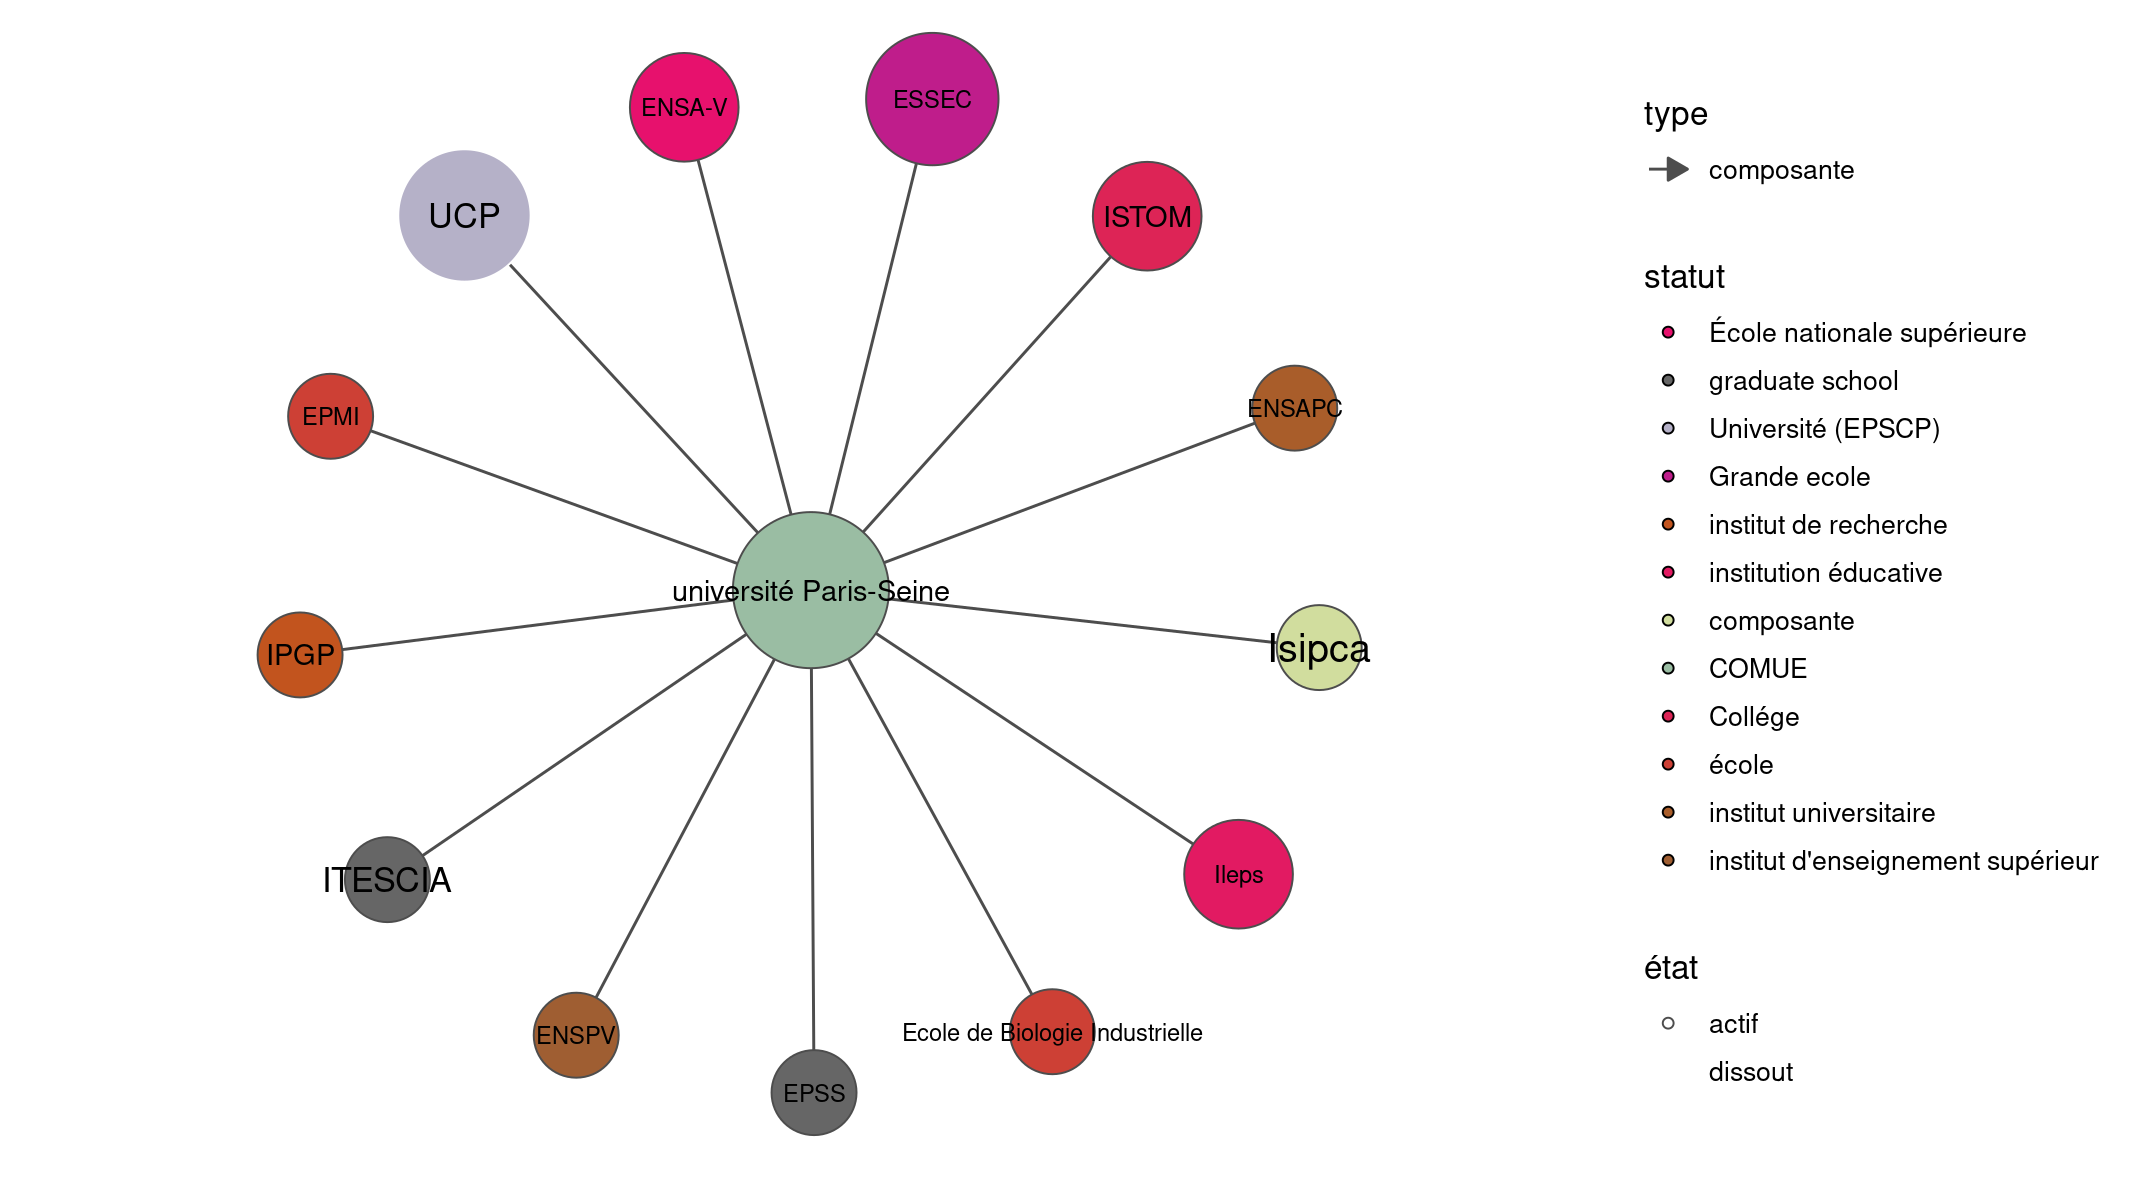 ESSEC
ENSA-V
UCP
ISTOM
ENSAPC
EPMI
université Paris-Seine
Isipca
IPGP
Ileps
ITESCIA
Ecole de Biologie Industrielle
ENSPV
EPSS
type
composante
statut
École nationale supérieure
graduate school
Université (EPSCP)
Grande ecole
institut de recherche
institution éducative
composante
COMUE
Collége
école
institut universitaire
institut d'enseignement supérieur
état
actif
dissout